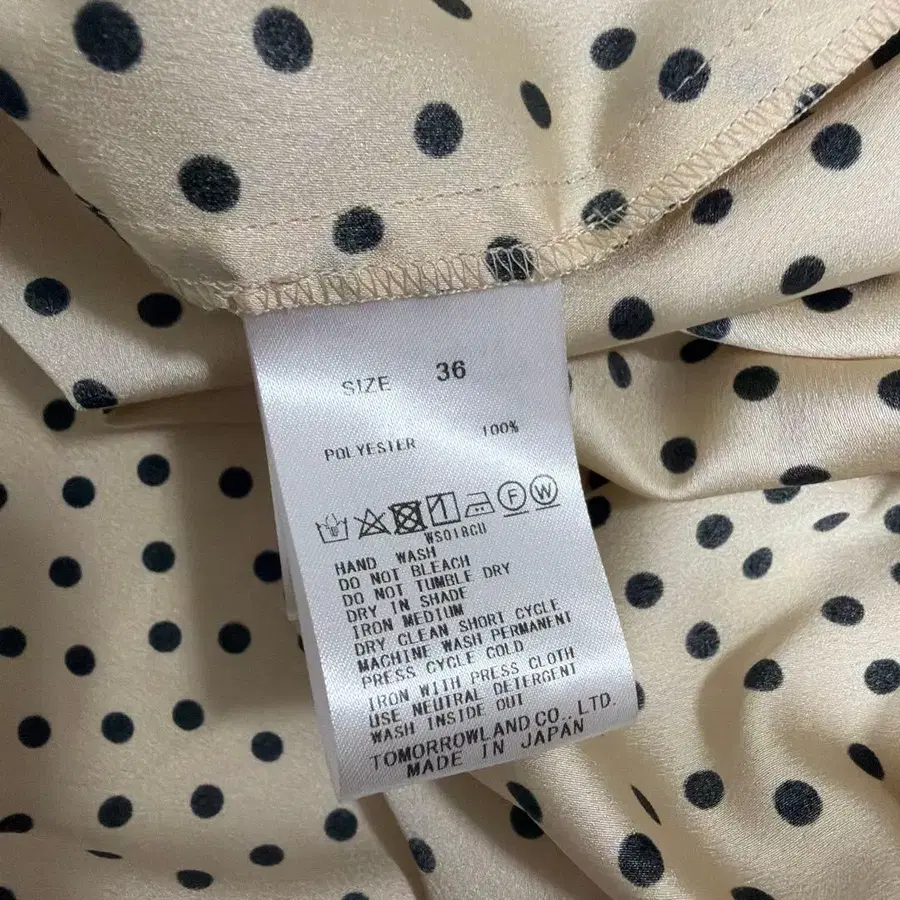 SIZE 36
POLYESTER 100%
F W
WS018GU
HAND WASH
DO NOT BLEACH
DO NOT TUMBLE DRY
DRY IN SHADE
IRON MEDIUM
DRY CLEAN SHORT CYCLE
MACHINE WASH PERMANENT
PRESS CYCLE COLD
IRON WITH PRESS CLOTH
USE NEUTRAL DETERGENT
WASH INSIDE OUT
TOMORROWLAND CO., LTD.
MADE IN JAPAN